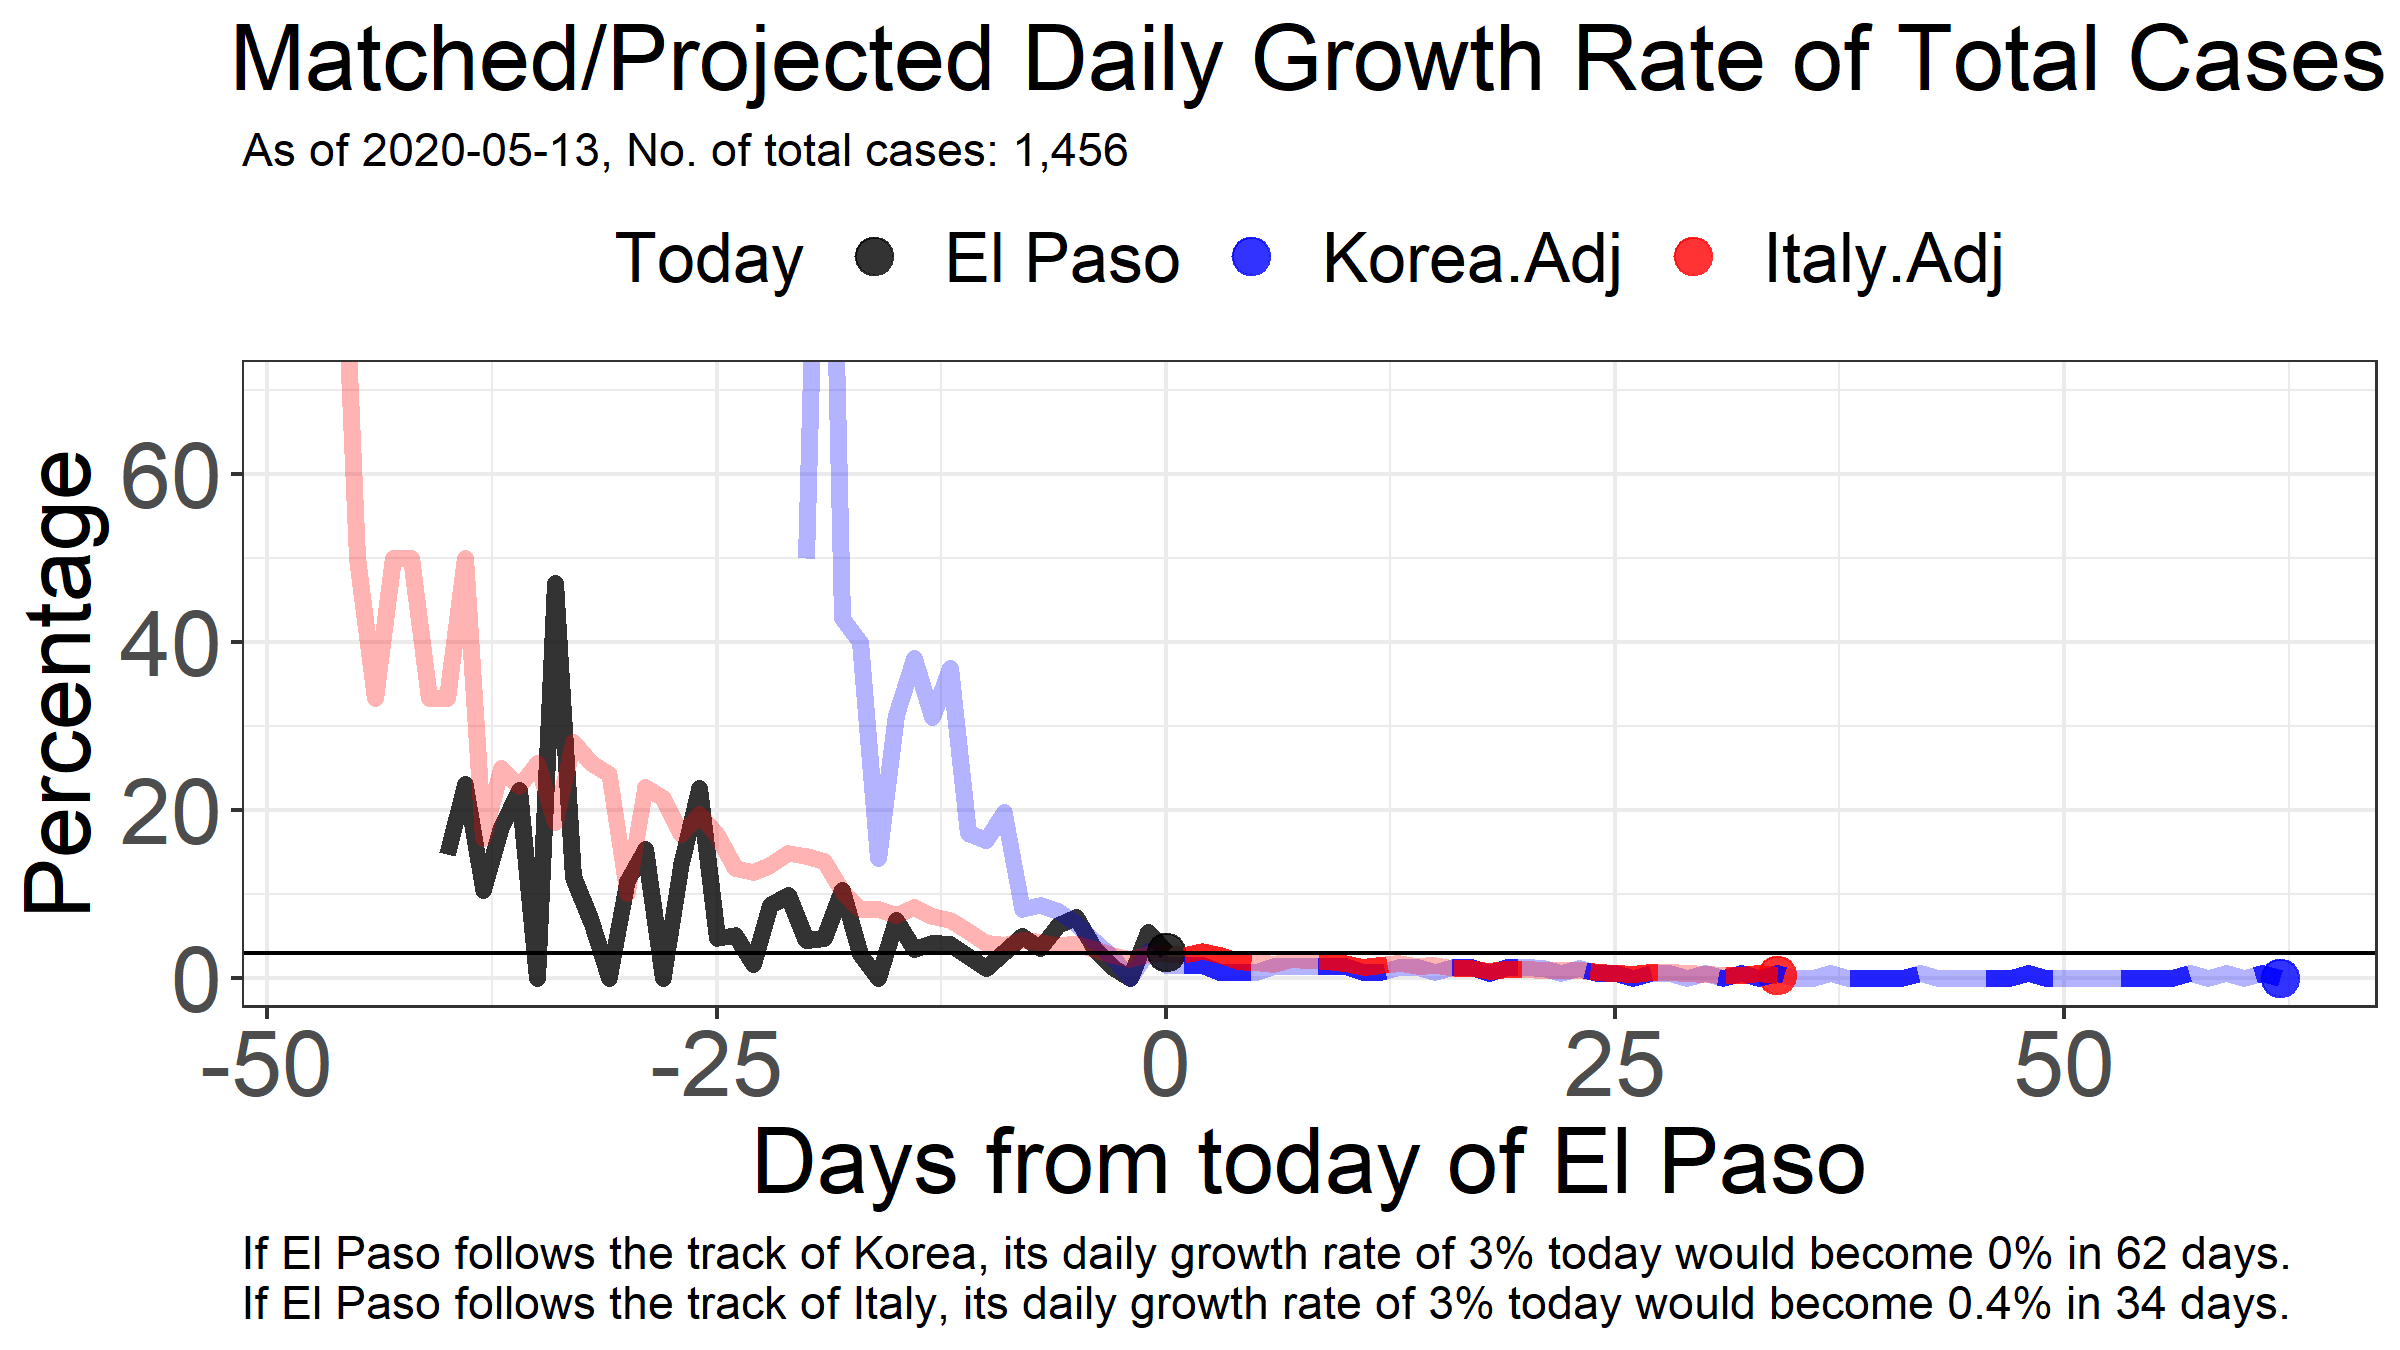 Matched/Projected Daily Growth Rate of Total Cases
As of 2020-05-13, No. of total cases: 1,456
Today El Paso Korea.Adj Italy.Adj
Percentage
60
40
20
0
-50 -25 0 25 50
Days from today of El Paso
If El Paso follows the track of Korea, its daily growth rate of 3% today would become 0% in 62 days.
If El Paso follows the track of Italy, its daily growth rate of 3% today would become 0.4% in 34 days.